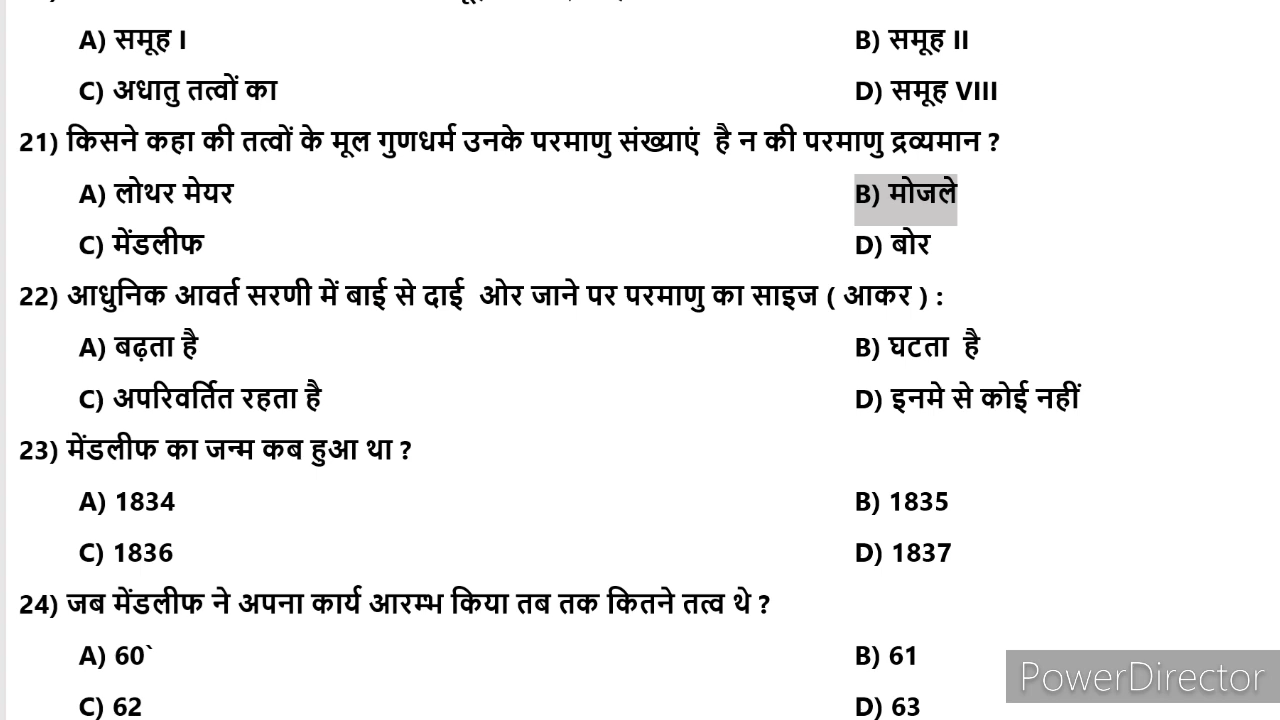 A) समूह I B) समूह II
C) अधातु तत्वों का D) समूह VIII
21) किसने कहा की तत्वों के मूल गुणधर्म उनके परमाणु संख्याएं है न की परमाणु द्रव्यमान ?
A) लोथर मेयर B) मोजले
C) मेंडलीफ D) बोर
22) आधुनिक आवर्त सरणी में बाई से दाई ओर जाने पर परमाणु का साइज ( आकर ) :
A) बढ़ता है B) घटता है
C) अपरिवर्तित रहता है D) इनमे से कोई नहीं
23) मेंडलीफ का जन्म कब हुआ था ?
A) 1834 B) 1835
C) 1836 D) 1837
24) जब मेंडलीफ ने अपना कार्य आरम्भ किया तब तक कितने तत्व थे ?
A) 60` B) 61
C) 62 D) 63
PowerDirector